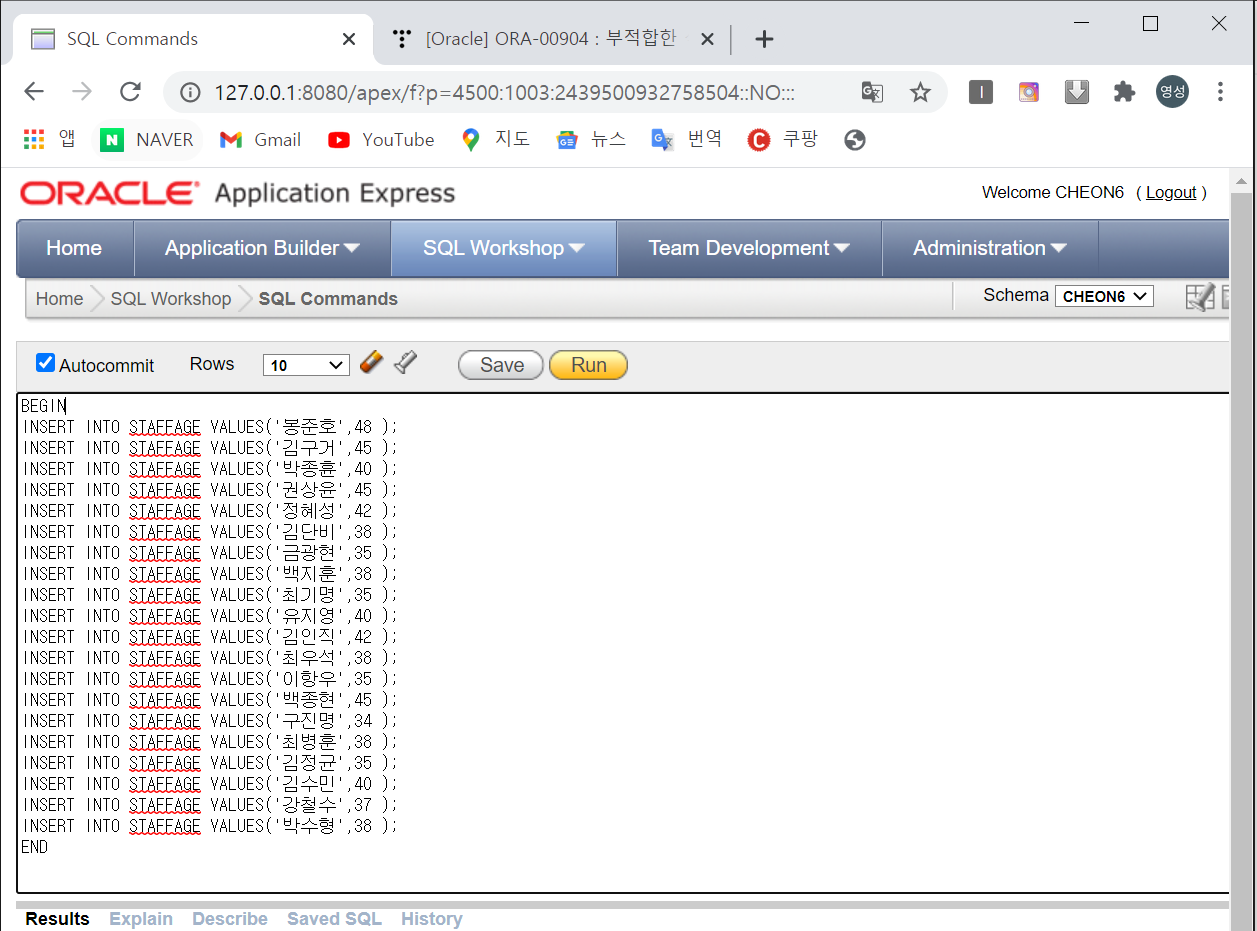 SQL Commands
[Oracle] ORA-00904 : 부적합한
127.0.0.1:8080/apex/f?p=4500:1003:2439500932758504::NO:::
영성
앱 NAVER Gmail YouTube 지도 뉴스 번역 쿠팡
ORACLE Application Express
Welcome CHEON6 ( Logout )
Home Application Builder SQL Workshop Team Development Administration
Home SQL Workshop SQL Commands
Schema CHEON6
Autocommit Rows 10 Save Run
BEGIN
INSERT INTO STAFFAGE VALUES('봉준호',48 );
INSERT INTO STAFFAGE VALUES('김구거',45 );
INSERT INTO STAFFAGE VALUES('박종훈',40 );
INSERT INTO STAFFAGE VALUES('권상윤',45 );
INSERT INTO STAFFAGE VALUES('정혜성',42 );
INSERT INTO STAFFAGE VALUES('김단비',38 );
INSERT INTO STAFFAGE VALUES('금광현',35 );
INSERT INTO STAFFAGE VALUES('백지훈',38 );
INSERT INTO STAFFAGE VALUES('최기명',35 );
INSERT INTO STAFFAGE VALUES('유지영',40 );
INSERT INTO STAFFAGE VALUES('김인직',42 );
INSERT INTO STAFFAGE VALUES('최우석',38 );
INSERT INTO STAFFAGE VALUES('이항우',35 );
INSERT INTO STAFFAGE VALUES('백종현',45 );
INSERT INTO STAFFAGE VALUES('구진명',34 );
INSERT INTO STAFFAGE VALUES('최병훈',38 );
INSERT INTO STAFFAGE VALUES('김정균',35 );
INSERT INTO STAFFAGE VALUES('김수민',40 );
INSERT INTO STAFFAGE VALUES('강철수',37 );
INSERT INTO STAFFAGE VALUES('박수형',38 );
END
Results Explain Describe Saved SQL History